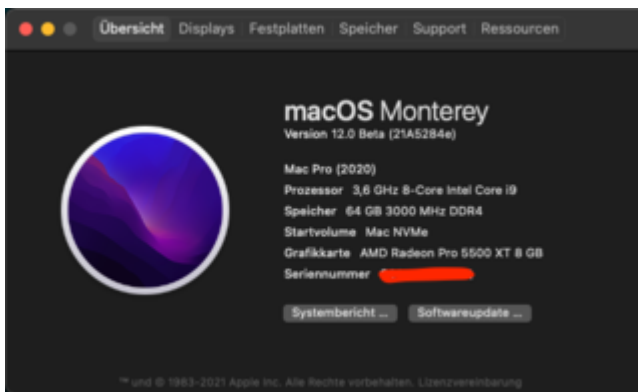 Übersicht Displays Festplatten Speicher Support Ressourcen
macOS Monterey
Version 12.0 Beta (21A5284e)
Mac Pro (2020)
Prozessor 3,6 GHz 8-Core Intel Core i9
Speicher 64 GB 3000 MHz DDR4
Startvolume Mac NVMe
Grafikkarte AMD Radeon Pro 5500 XT 8 GB
Seriennummer
Systembericht ... Softwareupdate ...
™ und © 1983-2021 Apple Inc. Alle Rechte vorbehalten. Lizenzvereinbarung